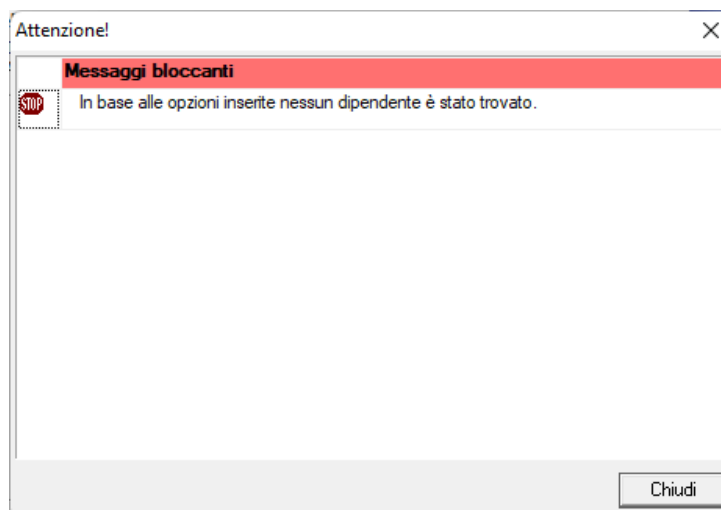 Attenzione!
Messaggi bloccanti
STOP
In base alle opzioni inserite nessun dipendente è stato trovato.
Chiudi